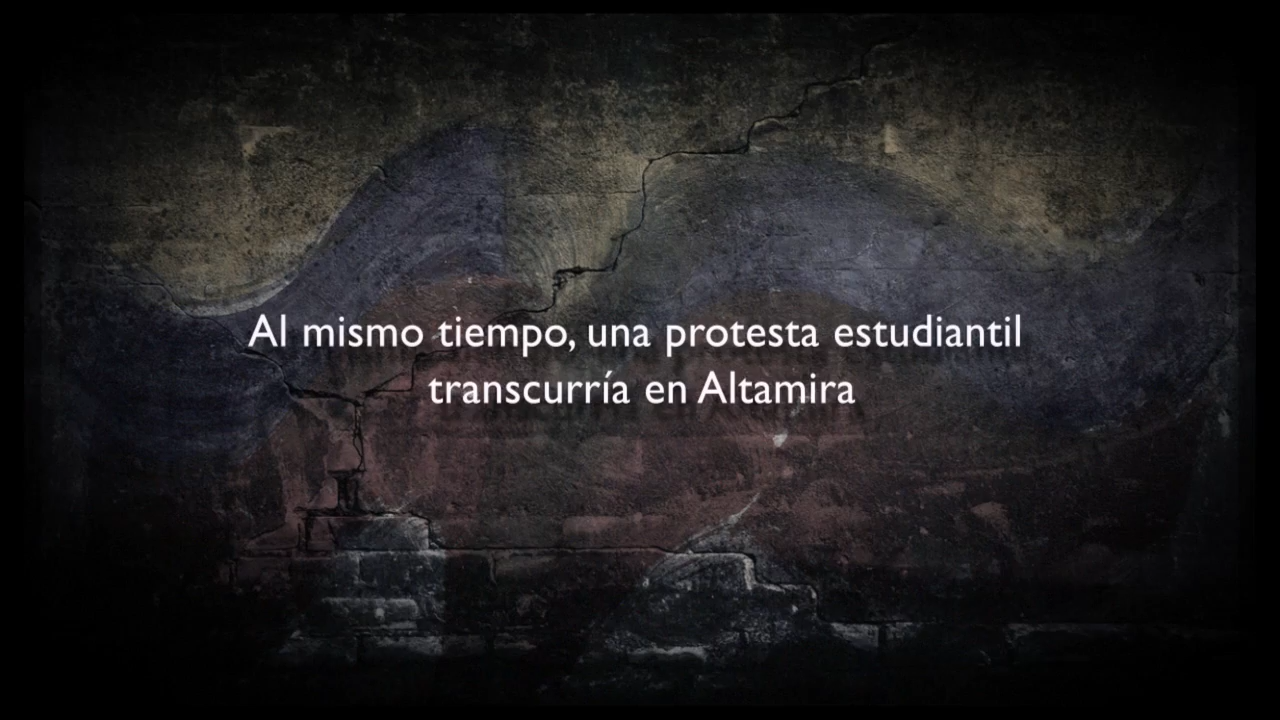 Al mismo tiempo, una protesta estudiantil
transcurría en Altamira